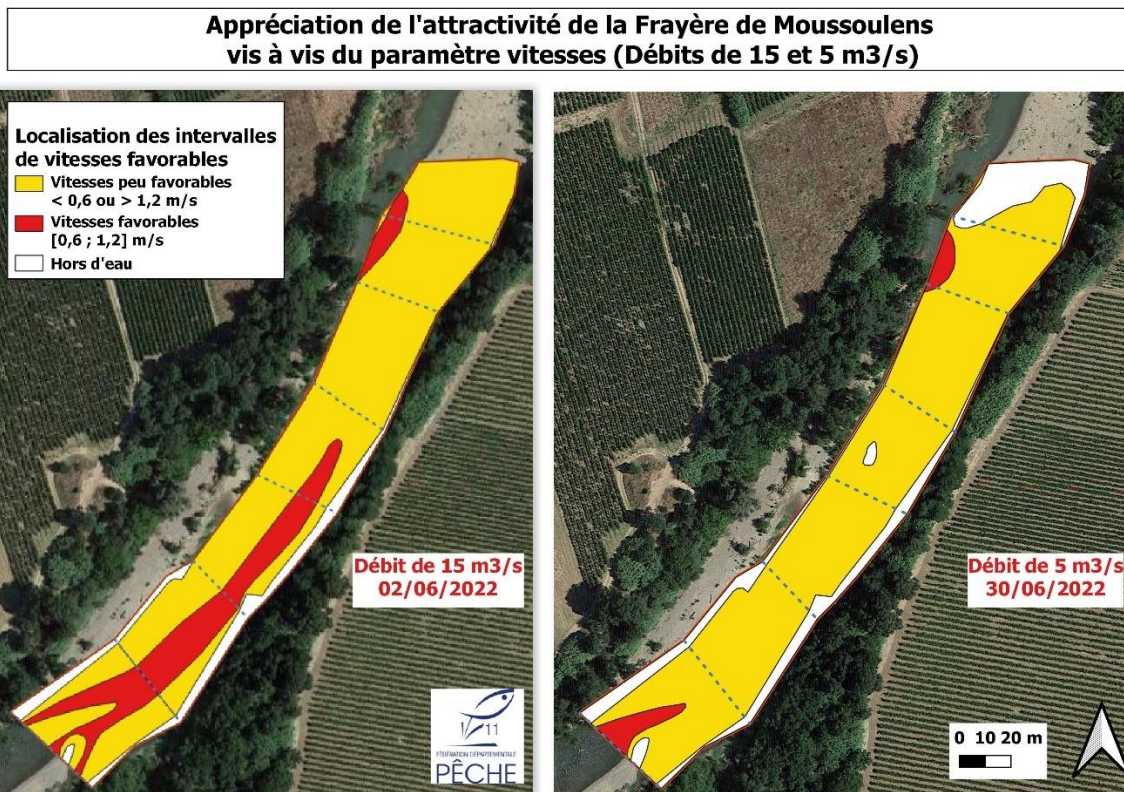 Appréciation de l'attractivité de la Frayère de Moussoulens
vis à vis du paramètre vitesses (Débits de 15 et 5 m3/s)
Localisation des intervalles
de vitesses favorables
Vitesses peu favorables
< 0,6 ou > 1,2 m/s
Vitesses favorables
[0,6 ; 1,2] m/s
Hors d'eau
Débit de 15 m3/s
02/06/2022
Débit de 5 m3/s
30/06/2022
11
FÉDÉRATION DÉPARTEMENTALE
PÊCHE
0 10 20 m